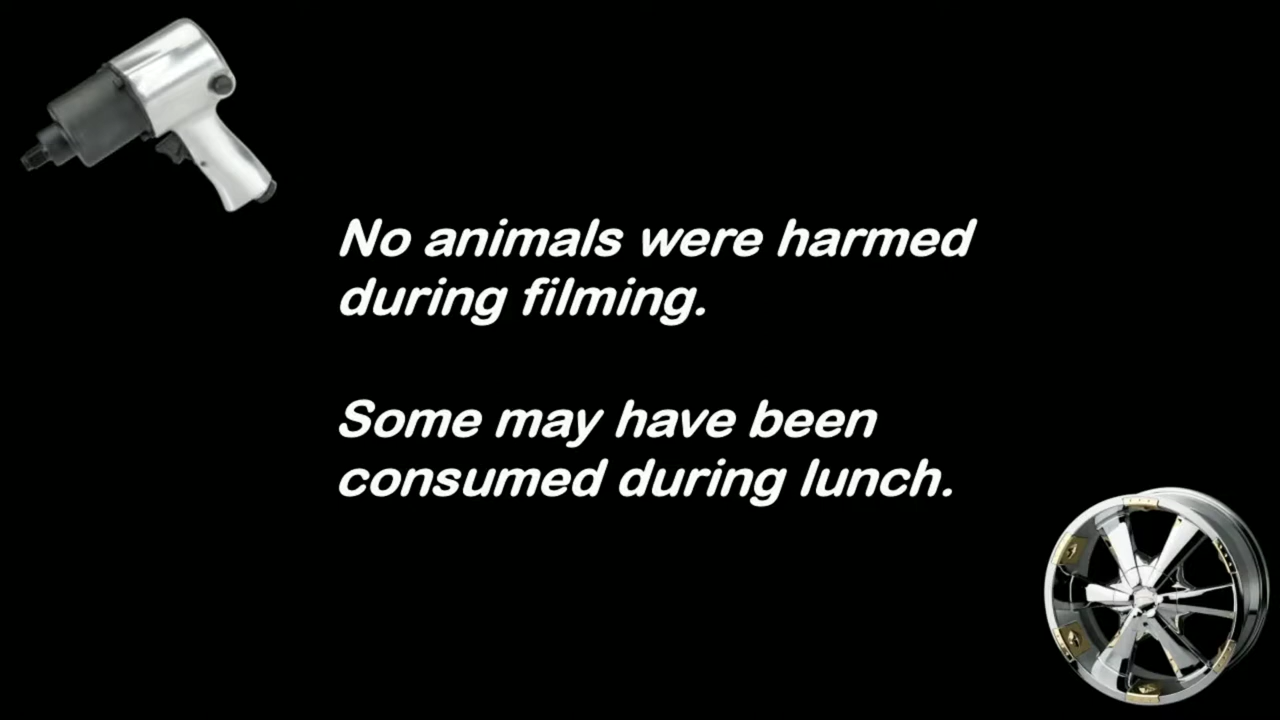 No animals were harmed
during filming.
Some may have been
consumed during lunch.